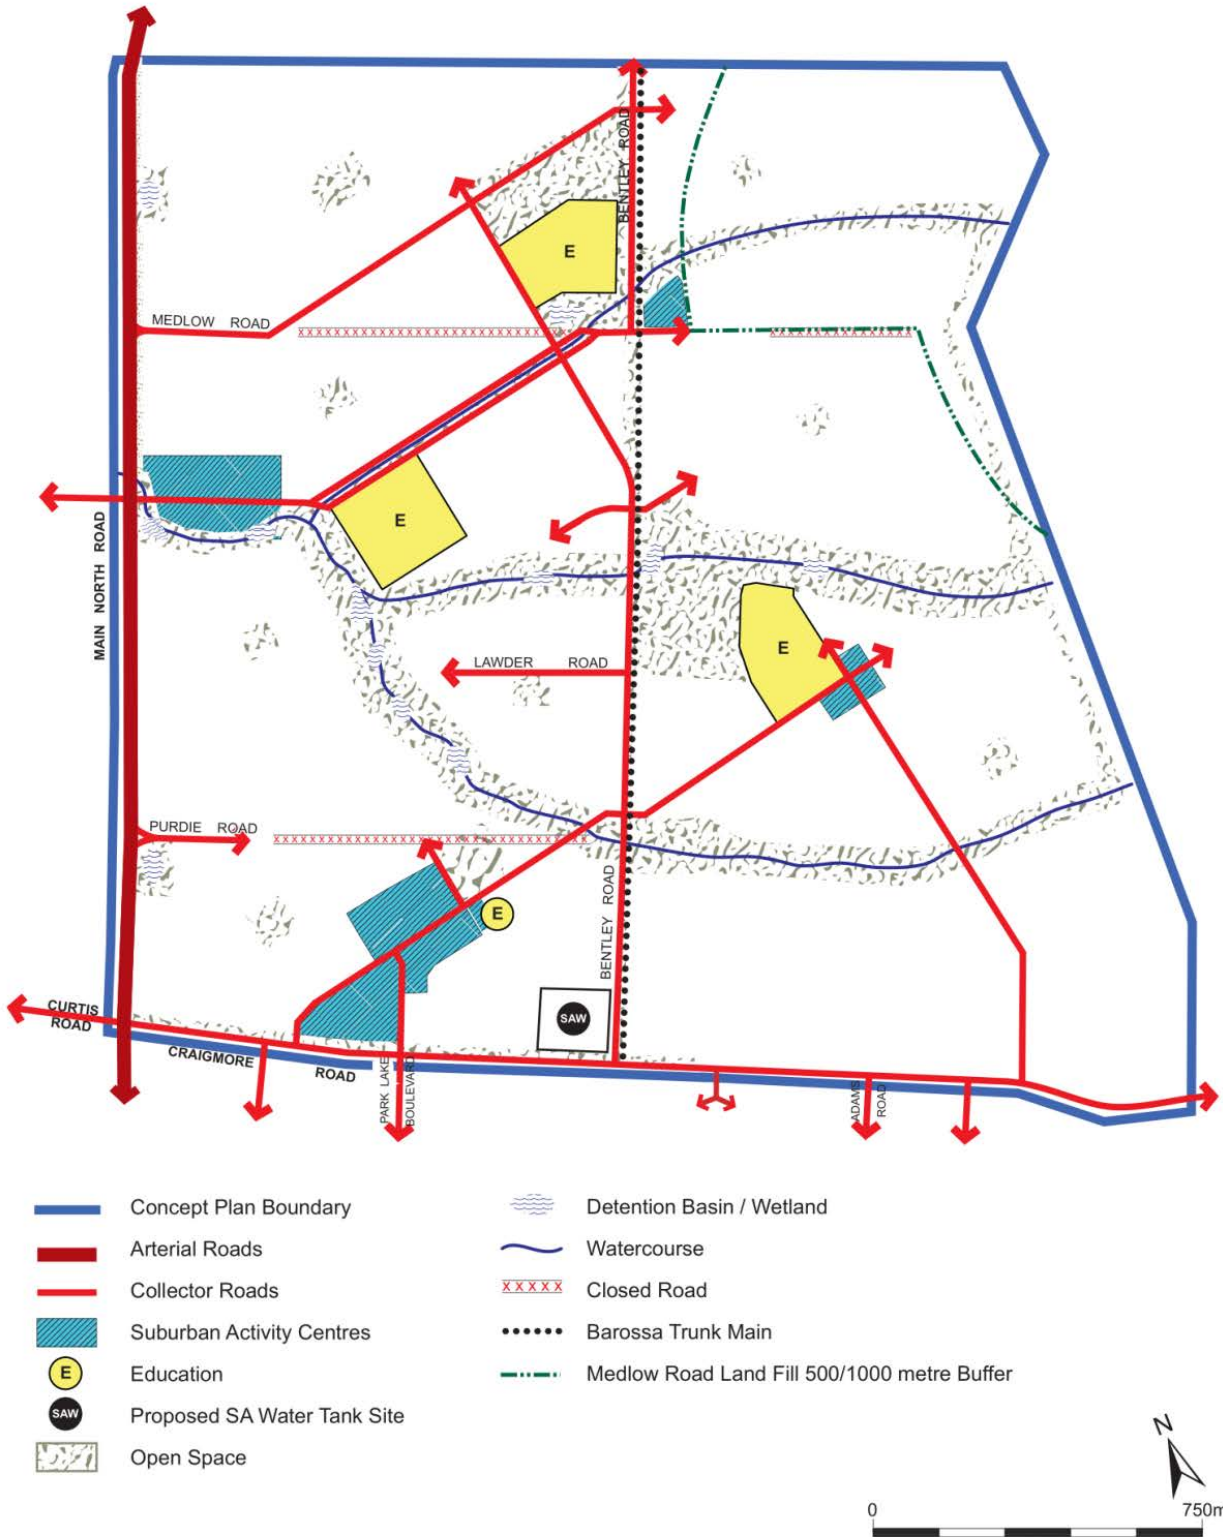 BENTLEY ROAD
E
MEDLOW ROAD
E
MAIN NORTH ROAD
E
LAWDER ROAD
PURDIE ROAD
E
BENTLEY ROAD
SAW
CURTIS
ROAD
CRAIGMORE ROAD
PARK LAKE
BOULEVARD
ADAMS
ROAD
Concept Plan Boundary
Arterial Roads
Collector Roads
Suburban Activity Centres
E Education
SAW Proposed SA Water Tank Site
Open Space
Detention Basin / Wetland
Watercourse
XXXXX Closed Road
Barossa Trunk Main
Medlow Road Land Fill 500/1000 metre Buffer
N
0 750m